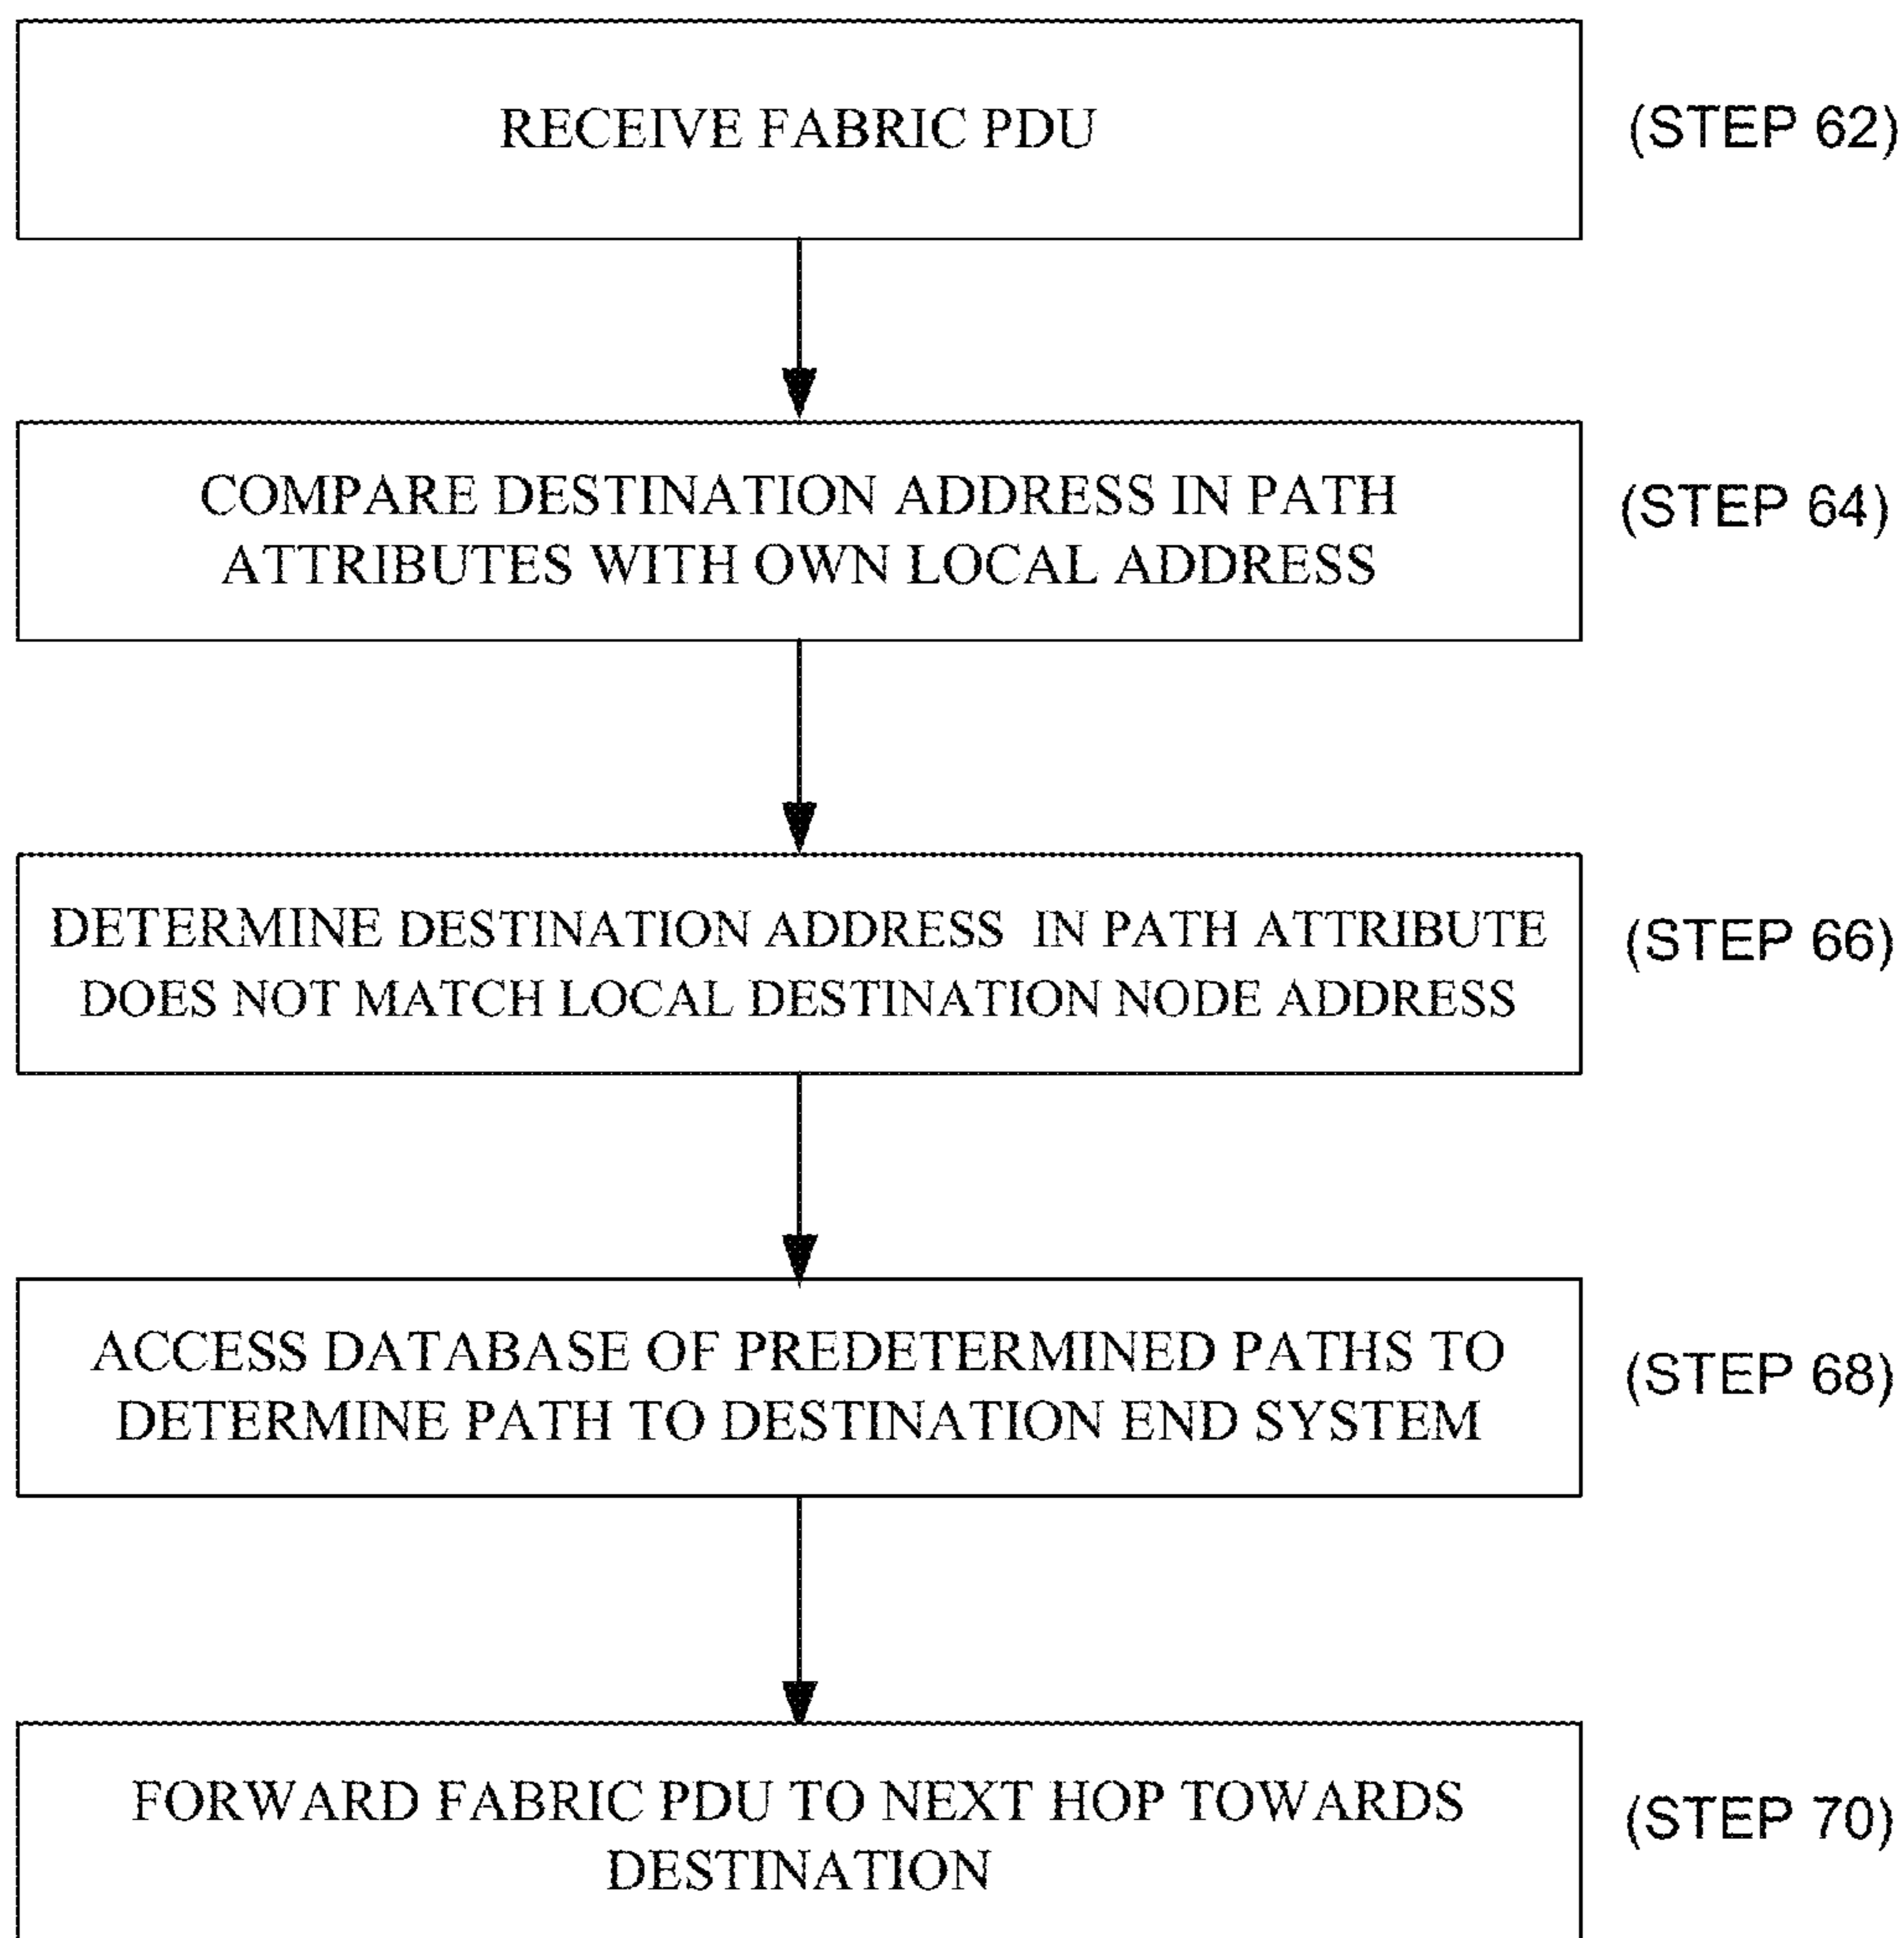 RECEIVE FABRIC PDU
(STEP 62)
COMPARE DESTINATION ADDRESS IN PATH
ATTRIBUTES WITH OWN LOCAL ADDRESS
(STEP 64)
DETERMINE DESTINATION ADDRESS IN PATH ATTRIBUTE
DOES NOT MATCH LOCAL DESTINATION NODE ADDRESS
(STEP 66)
ACCESS DATABASE OF PREDETERMINED PATHS TO
DETERMINE PATH TO DESTINATION END SYSTEM
(STEP 68)
FORWARD FABRIC PDU TO NEXT HOP TOWARDS
DESTINATION
(STEP 70)